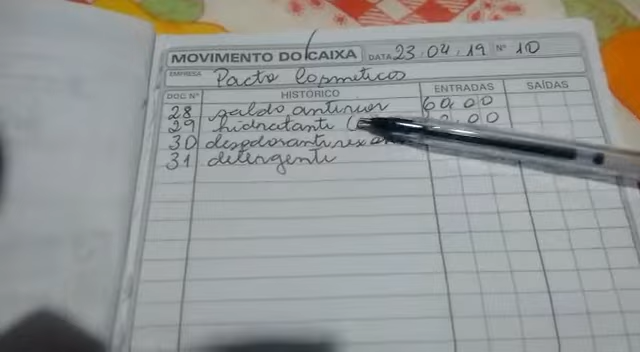 MOVIMENTO DO CAIXA DATA 23.04.19 Nº 10
EMPRESA Pacto Cosmeticos
DOC Nº HISTÓRICO ENTRADAS SAÍDAS
28 saldo anterior 60,00
29 hidratante
30 desodorante
31 detergente